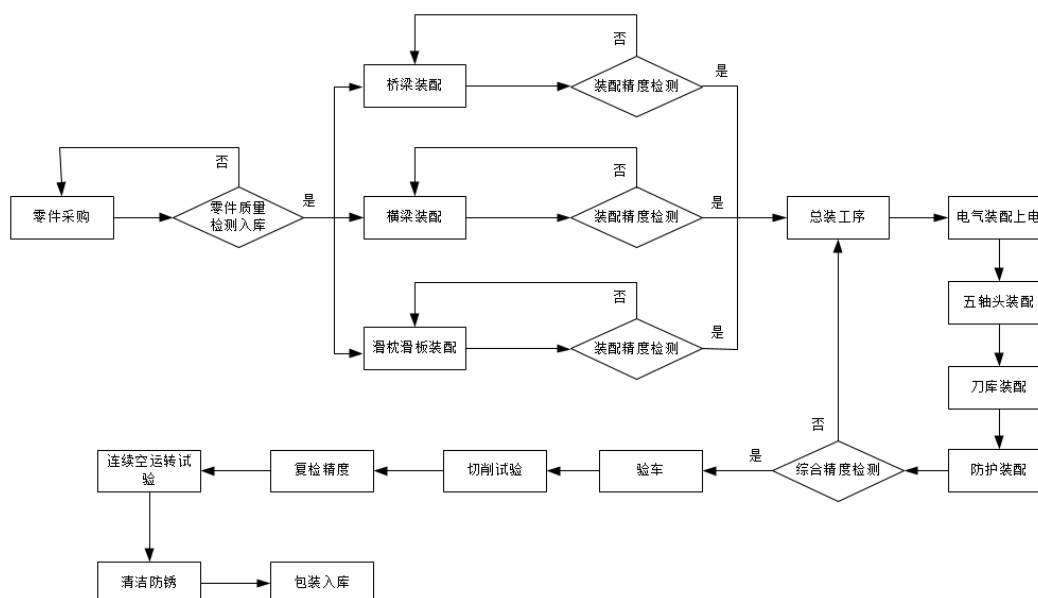 否
桥梁装配
装配精度检测
是
否
零件采购
零件质量
检测入库
是
否
横梁装配
装配精度检测
是
总装工序
电气装配上电
五轴头装配
否
滑枕滑板装配
装配精度检测
是
刀库装配
否
连续空运转试
验
复检精度
切削试验
验车
是
综合精度检测
防护装配
清洁防锈
包装入库